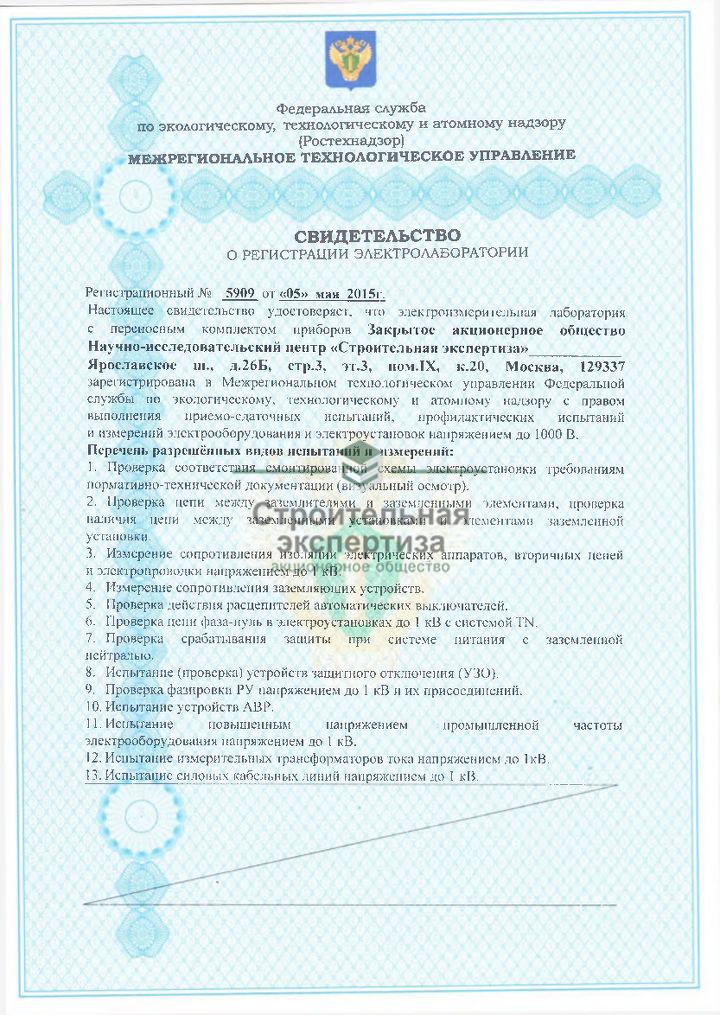 Федеральная служба
по экологическому, технологическому и атомному надзору
(Ростехнадзор)
МЕЖРЕГИОНАЛЬНОЕ ТЕХНОЛОГИЧЕСКОЕ УПРАВЛЕНИЕ
СВИДЕТЕЛЬСТВО
О РЕГИСТРАЦИИ ЭЛЕКТРОЛАБОРАТОРИИ
Регистрационный № 5909 от «05» мая 2015г.
Настоящее свидетельство удостоверяет, что электроизмерительная лаборатория
с переносным комплектом приборов Закрытое акционерное общество
Научно-исследовательский центр «Строительная экспертиза»
Ярославское ш., д.26Б, стр.3, эт.3, пом.IX, к.20, Москва, 129337
зарегистрирована в Межрегиональном технологическом управлении Федеральной
службы по экологическому, технологическому и атомному надзору с правом
выполнения приемо-сдаточных испытаний, профилактических испытаний
и измерений электрооборудования и электроустановок напряжением до 1000 В.
Перечень разрешённых видов испытаний и измерений:
1. Проверка соответствия смонтированной схемы электроустановки требованиям
нормативно-технической документации (визуальный осмотр).
2. Проверка цепи между заземлителями и заземленными элементами, проверка
наличия цепи между заземленными установками и элементами заземленной
установки.
3. Измерение сопротивления изоляции электрических аппаратов, вторичных цепей
и электропроводки напряжением до 1 кВ.
4. Измерение сопротивления заземляющих устройств.
5. Проверка действия расцепителей автоматических выключателей.
6. Проверка цепи фаза-нуль в электроустановках до 1 кВ с системой TN.
7. Проверка срабатывания защиты при системе питания с заземленной
нейтралью.
8. Испытание (проверка) устройств защитного отключения (УЗО).
9. Проверка фазировки РУ напряжением до 1 кВ и их присоединений.
10. Испытание устройств АВР.
11. Испытание повышенным напряжением промышленной частоты
электрооборудования напряжением до 1 кВ.
12. Испытание измерительных трансформаторов тока напряжением до 1кВ.
13. Испытание силовых кабельных линий напряжением до 1 кВ.
Строительная
экспертиза
акционерное общество